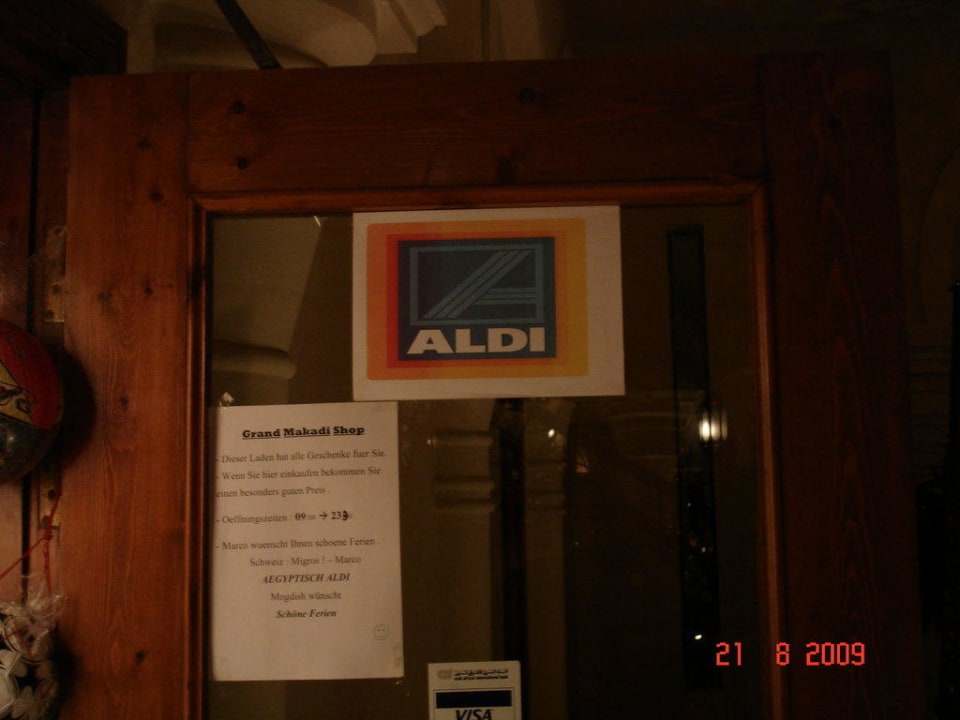 ALDI
Grand Makadi Shop
- Dieser Laden hat alle Geschenke fuer Sie.
- Wenn Sie hier einkaufen bekommen Sie
einen besonders guten Preis .
- Oeffnungszeiten : 09:00 → 23
- Marco wuenscht Ihnen schoene Ferien .
Schweiz : Migros ! – Marco
AEGYPTISCH ALDI
Mogdish wünscht
Schöne Ferien
VISA
21 8 2009